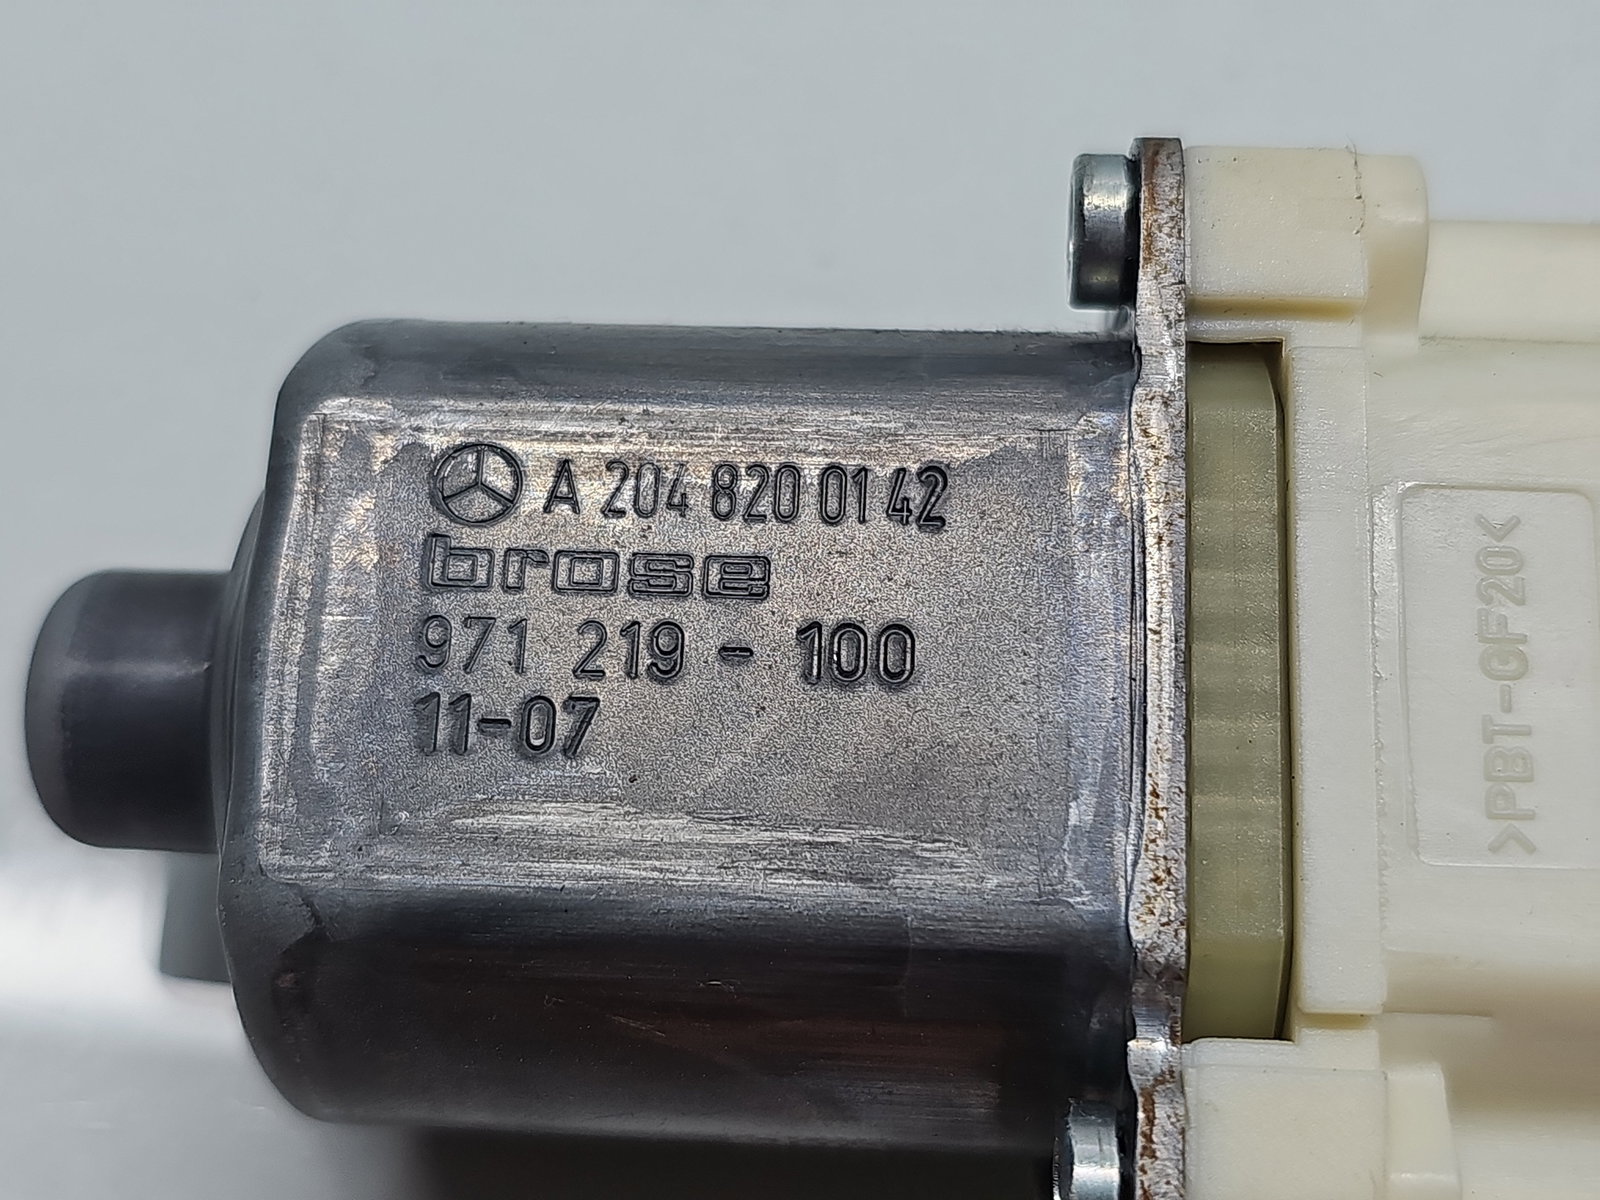 A 204 820 01 42
brose
971 219 - 100
11-07
>PBT-GF20<